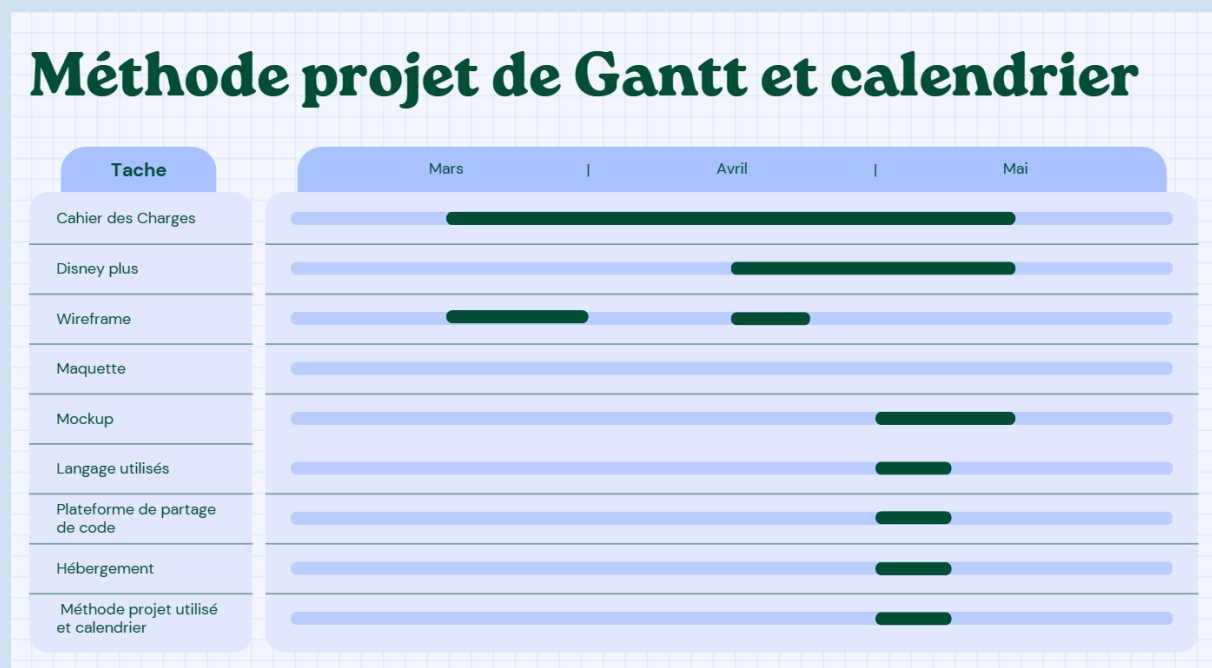 Méthode projet de Gantt et calendrier
Tache
Mars | Avril | Mai
Cahier des Charges
Disney plus
Wireframe
Maquette
Mockup
Langage utilisés
Plateforme de partage
de code
Hébergement
Méthode projet utilisé
et calendrier